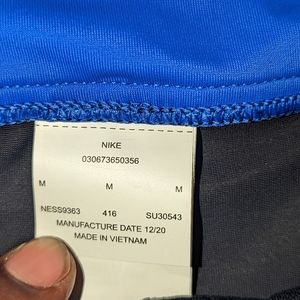 NIKE
030673650356
M M M
NESS9363 416 SU30543
MANUFACTURE DATE 12/20
MADE IN VIETNAM